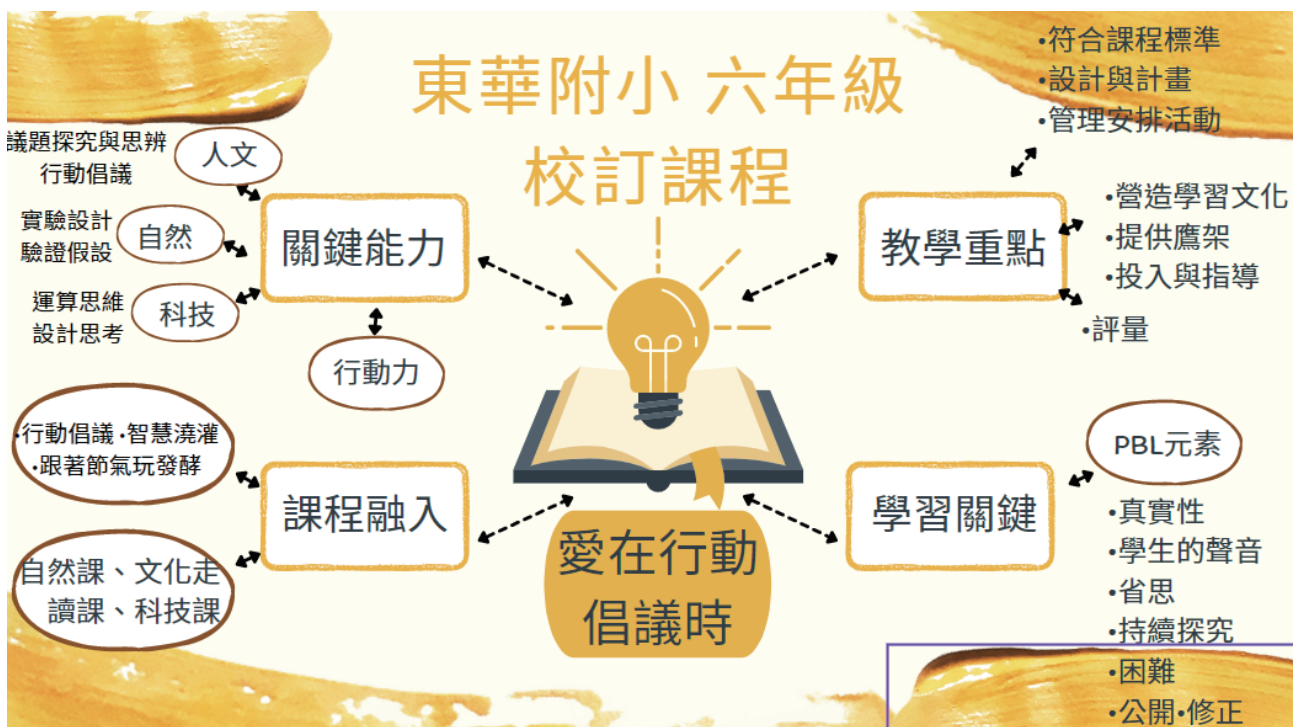 東華附小 六年級
校訂課程
議題探究與思辨
行動倡議
人文
實驗設計
驗證假設
自然
運算思維
設計思考
科技
關鍵能力
行動力
•符合課程標準
•設計與計畫
•管理安排活動
教學重點
•營造學習文化
•提供鷹架
•投入與指導
•評量
•行動倡議 •智慧澆灌
•跟著節氣玩發酵
課程融入
自然課、文化走
讀課、科技課
愛在行動
倡議時
學習關鍵
PBL元素
•真實性
•學生的聲音
•省思
•持續探究
•困難
•公開•修正